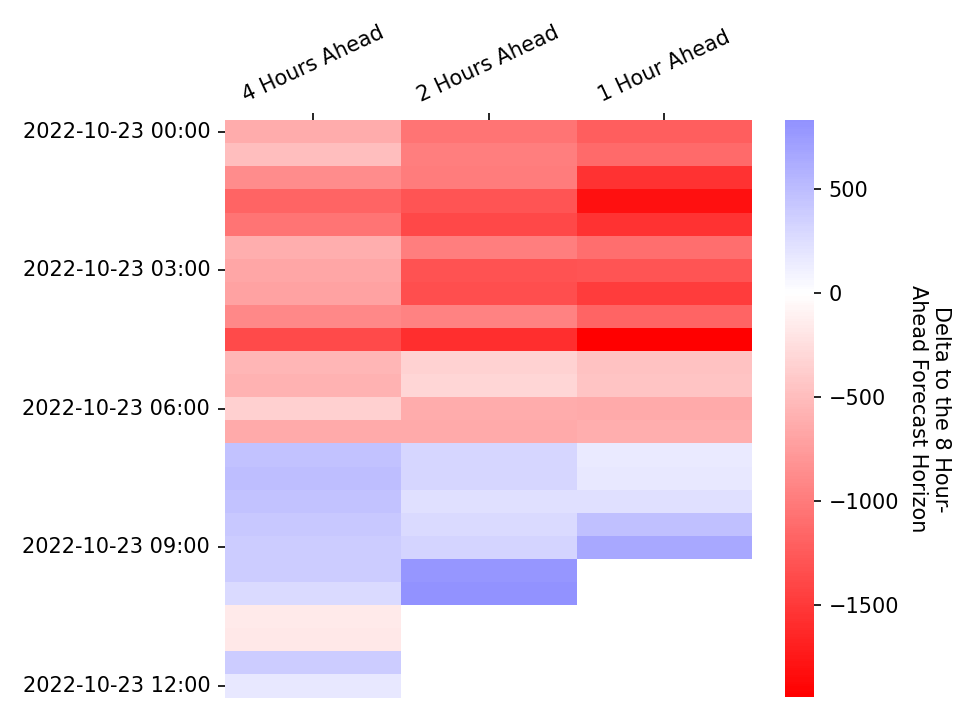 4 Hours Ahead
2 Hours Ahead
1 Hour Ahead
2022-10-23 00:00
2022-10-23 03:00
2022-10-23 06:00
2022-10-23 09:00
2022-10-23 12:00
500
0
−500
−1000
−1500
Delta to the 8 Hour-
Ahead Forecast Horizon